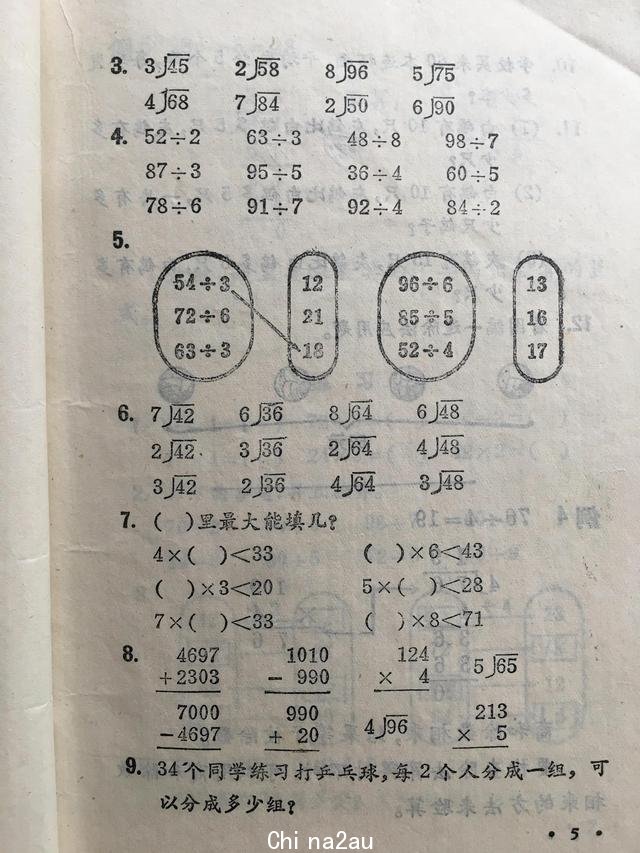 3. 3⟌45 2⟌58 8⟌96 5⟌75
4⟌68 7⟌84 2⟌50 6⟌90
4. 52÷2 63÷3 48÷8 98÷7
87÷3 95÷5 36÷4 60÷5
78÷6 91÷7 92÷4 84÷2
5.
54÷3 12 96÷6 13
72÷6 21 85÷5 16
63÷3 18 52÷4 17
6. 7⟌42 6⟌36 8⟌64 6⟌48
2⟌42 3⟌36 2⟌64 4⟌48
3⟌42 2⟌36 4⟌64 3⟌48
7. ( )里最大能填几?
4×( )<33 ( )×6<43
( )×3<20 5×( )<28
7×( )<33 ( )×8<71
8. 4697 1010 124 5⟌65
+2303 - 990 × 4
7000 990 4⟌96 213
-4697 + 20 × 5
9. 34个同学练习打乒乓球,每2个人分成一组,可
以分成多少组?
Chi na2au
• 5 •